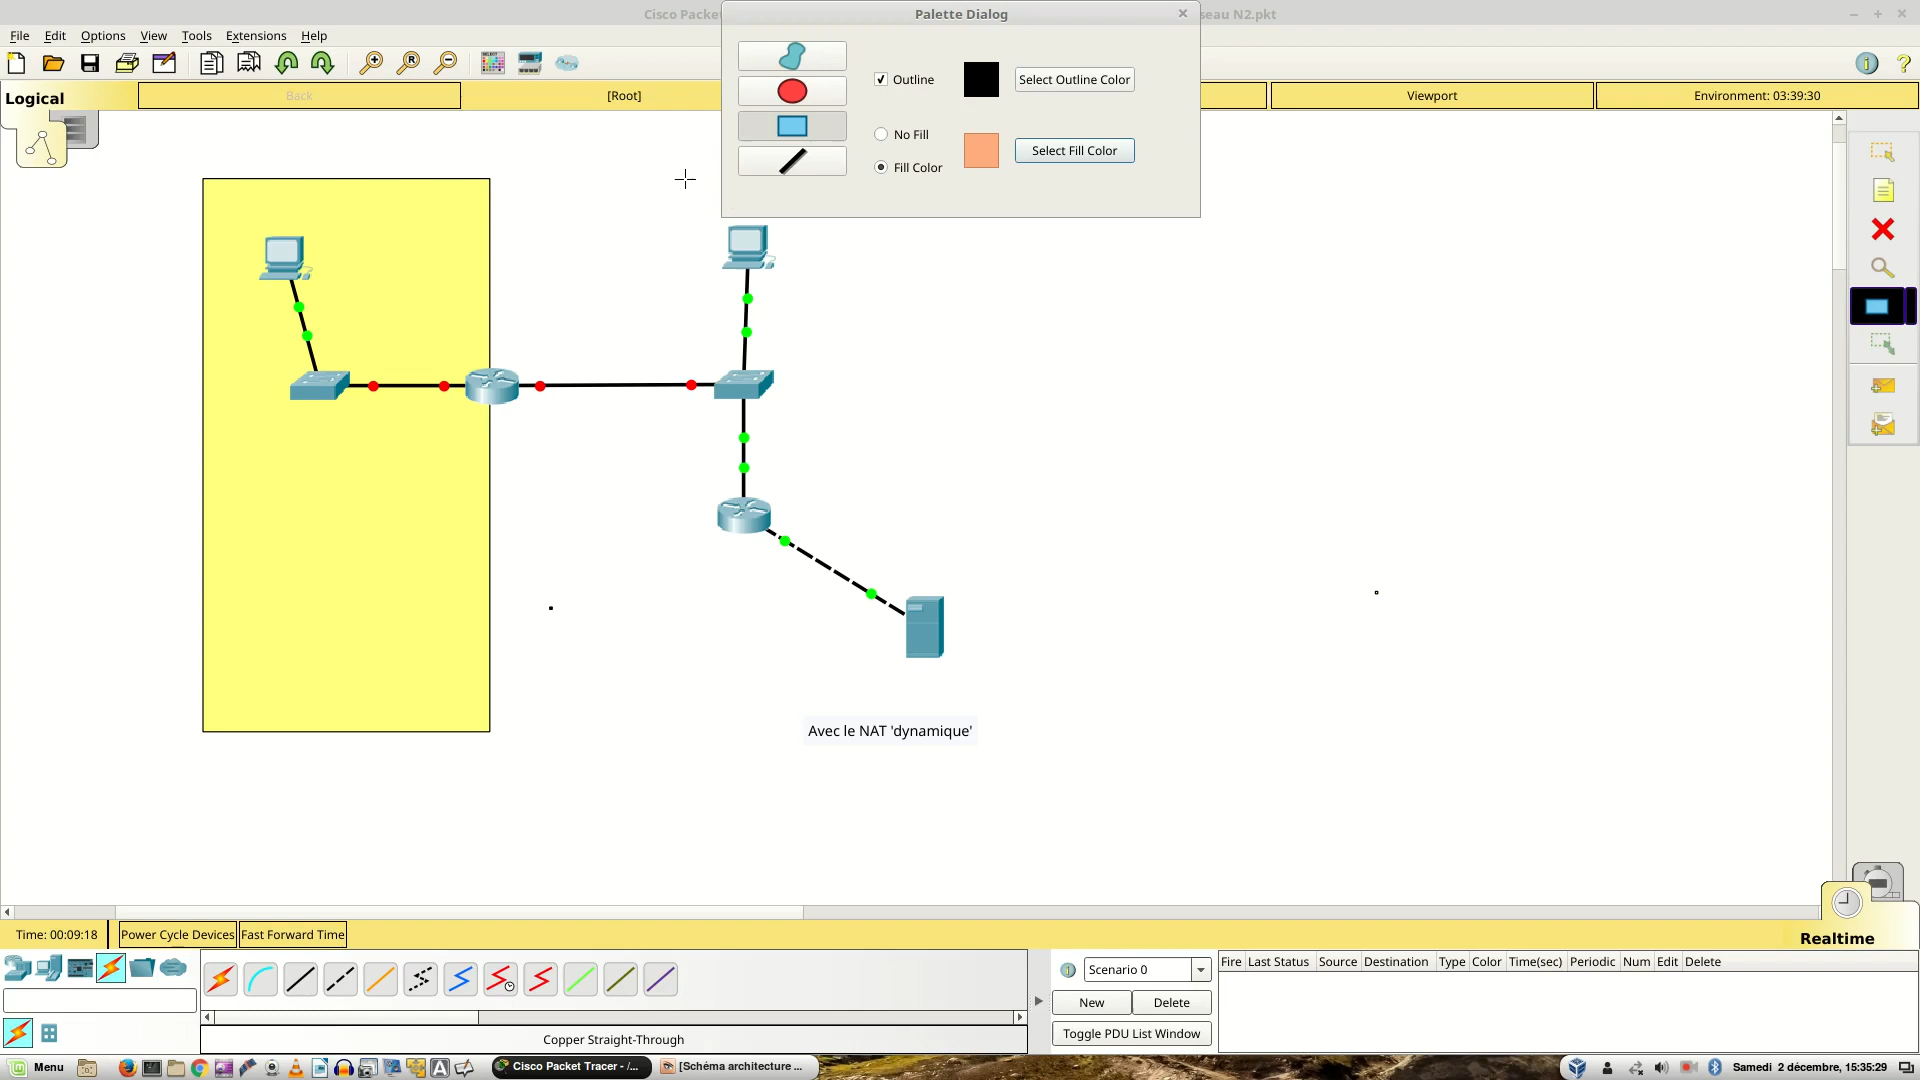 Cisco Packe
seau N2.pkt
Palette Dialog
File Edit Options View Tools Extensions Help
Outline
Select Outline Color
No Fill
Fill Color
Select Fill Color
Logical
Back
[Root]
Viewport
Environment: 03:39:30
Avec le NAT 'dynamique'
Time: 00:09:18
Power Cycle Devices
Fast Forward Time
Realtime
Scenario 0
New
Delete
Toggle PDU List Window
Fire Last Status Source Destination Type Color Time(sec) Periodic Num Edit Delete
Copper Straight-Through
Menu
Cisco Packet Tracer - /...
[Schéma architecture ...
Samedi 2 décembre, 15:35:29